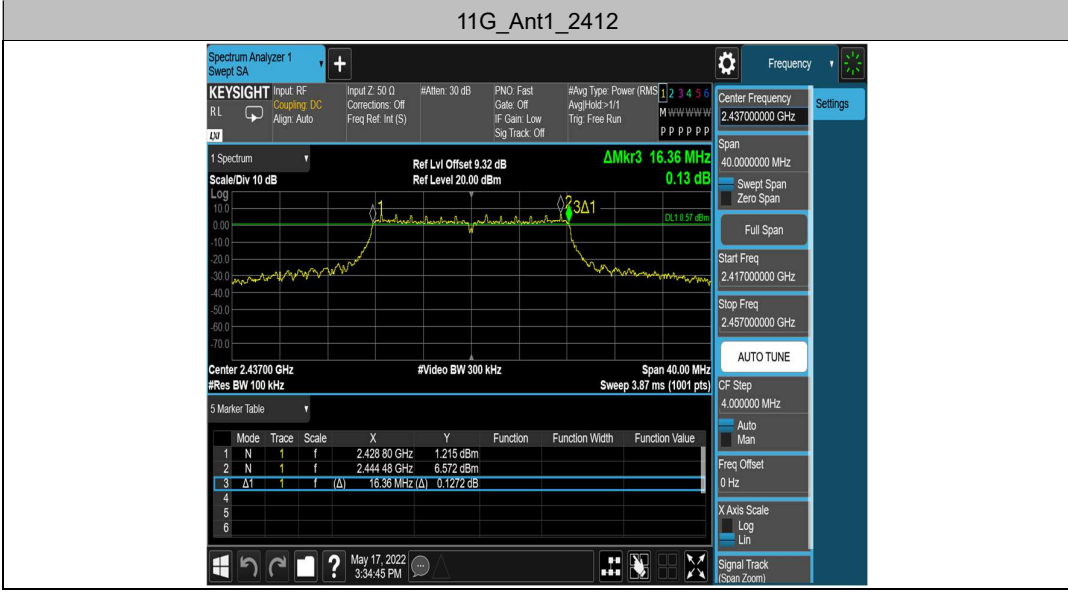 11G_Ant1_2412
Spectrum Analyzer 1
Swept SA
+
Frequency
KEYSIGHT Input: RF Input Z: 50 Ω #Atten: 30 dB PNO: Fast #Avg Type: Power (RMS 1 2 3 4 5 6
RL Coupling: DC Corrections: Off Gate: Off Avg|Hold:>1/1 M W W W W W
Align: Auto Freq Ref: Int (S) IF Gain: Low Trig: Free Run
LXI Sig Track: Off P P P P P P
Center Frequency
2.437000000 GHz
Settings
Span
40.0000000 MHz
Swept Span
Zero Span
Full Span
Start Freq
2.417000000 GHz
Stop Freq
2.457000000 GHz
AUTO TUNE
CF Step
4.000000 MHz
Auto
Man
Freq Offset
0 Hz
X Axis Scale
Log
Lin
Signal Track
(Span Zoom)
1 Spectrum
Scale/Div 10 dB
Ref Lvl Offset 9.32 dB
Ref Level 20.00 dBm
ΔMkr3 16.36 MHz
0.13 dB
Log
10.0
0.00
-10.0
-20.0
-30.0
-40.0
-50.0
-60.0
-70.0
1
2
3Δ1
DL1 0.57 dBm
Center 2.43700 GHz #Video BW 300 kHz Span 40.00 MHz
#Res BW 100 kHz Sweep 3.87 ms (1001 pts)
5 Marker Table
Mode Trace Scale X Y Function Function Width Function Value
1 N 1 f 2.428 80 GHz 1.215 dBm
2 N 1 f 2.444 48 GHz 6.572 dBm
3 Δ1 1 f (Δ) 16.36 MHz (Δ) 0.1272 dB
4
5
6
?
May 17, 2022
3:34:45 PM